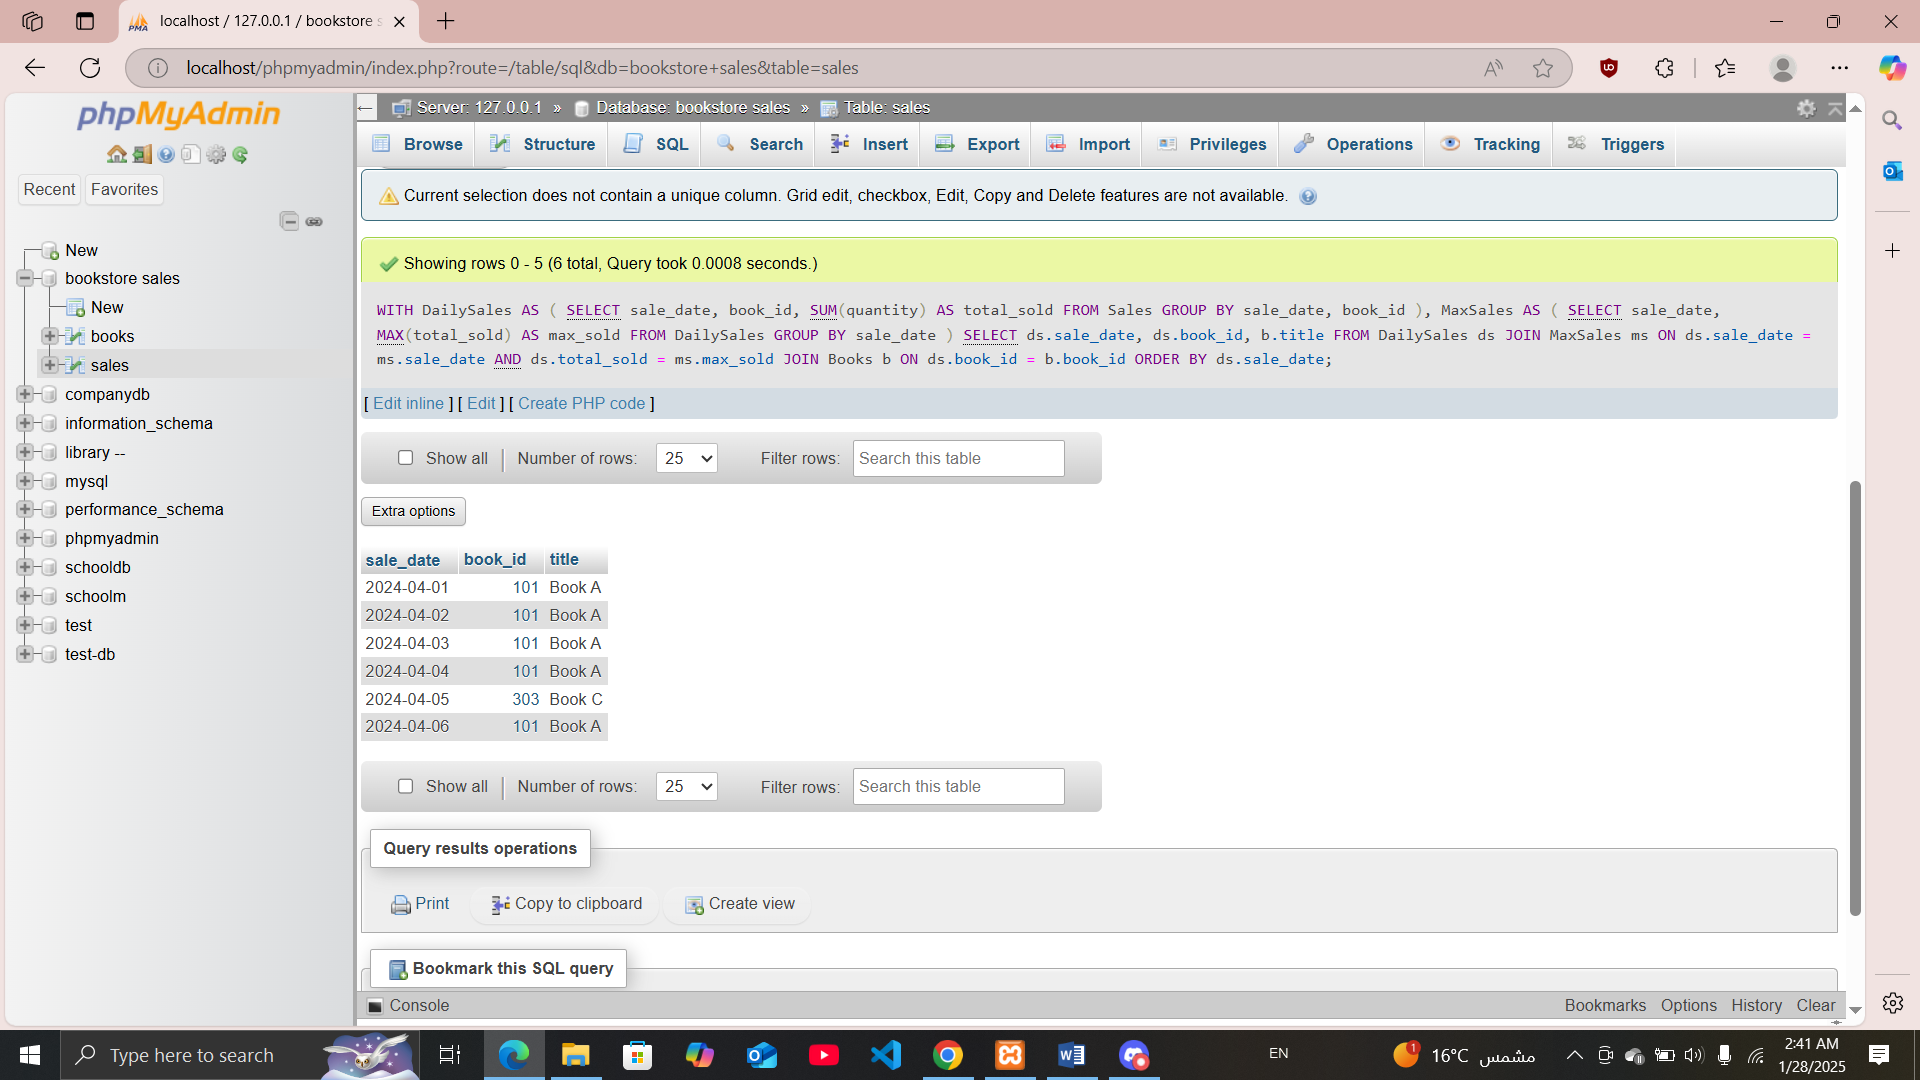 localhost / 127.0.0.1 / bookstore s
localhost/phpmyadmin/index.php?route=/table/sql&db=bookstore+sales&table=sales
phpMyAdmin
Recent
Favorites
New
bookstore sales
New
books
sales
companydb
information_schema
library --
mysql
performance_schema
phpmyadmin
schooldb
schoolm
test
test-db
Server: 127.0.0.1 » Database: bookstore sales » Table: sales
Browse Structure SQL Search Insert Export Import Privileges Operations Tracking Triggers
Current selection does not contain a unique column. Grid edit, checkbox, Edit, Copy and Delete features are not available.
Showing rows 0 - 5 (6 total, Query took 0.0008 seconds.)
WITH DailySales AS ( SELECT sale_date, book_id, SUM(quantity) AS total_sold FROM Sales GROUP BY sale_date, book_id ), MaxSales AS ( SELECT sale_date,
MAX(total_sold) AS max_sold FROM DailySales GROUP BY sale_date ) SELECT ds.sale_date, ds.book_id, b.title FROM DailySales ds JOIN MaxSales ms ON ds.sale_date =
ms.sale_date AND ds.total_sold = ms.max_sold JOIN Books b ON ds.book_id = b.book_id ORDER BY ds.sale_date;
[ Edit inline ] [ Edit ] [ Create PHP code ]
Show all | Number of rows: 25 Filter rows: Search this table
Extra options
sale_date book_id title
2024-04-01 101 Book A
2024-04-02 101 Book A
2024-04-03 101 Book A
2024-04-04 101 Book A
2024-04-05 303 Book C
2024-04-06 101 Book A
Show all | Number of rows: 25 Filter rows: Search this table
Query results operations
Print Copy to clipboard Create view
Bookmark this SQL query
Console
Bookmarks Options History Clear
Type here to search
EN
1
16°C مشمس
2:41 AM
1/28/2025